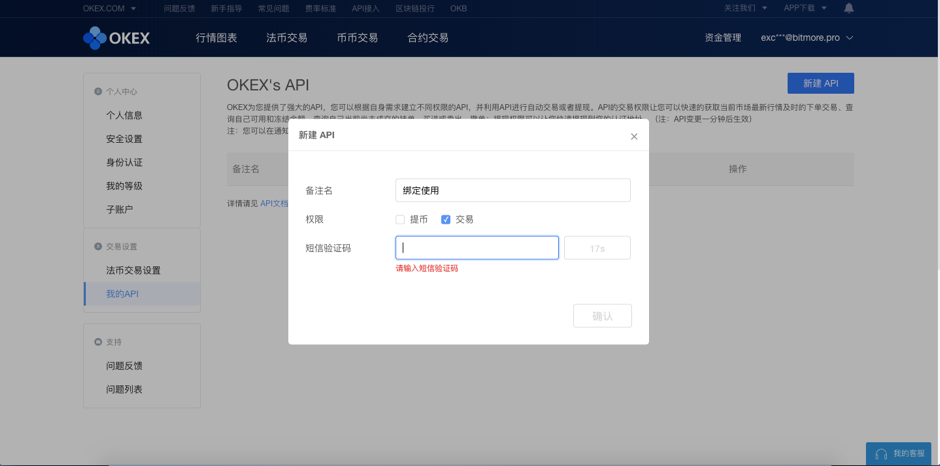 OKEX.COM
问题反馈 新手指导 常见问题 费率标准 API接入 区块链投行 OKB
关注我们 APP下载
OKEX
行情图表 法币交易 币币交易 合约交易
资金管理 exc***@bitmore.pro
个人中心
个人信息
安全设置
身份认证
我的等级
子账户
交易设置
法币交易设置
我的API
支持
问题反馈
问题列表
OKEX's API
新建 API
OKEX为您提供了强大的API，您可以根据自身需求建立不同权限的API，并利用API进行自动交易或者提现。API的交易权限让您可以快速的获取当前市场最新行情及时的下单交易、查
（注：API变更一分钟后生效）
注：您可以在通知
备注名
操作
详情请见 API文档
新建 API
备注名 绑定使用
权限 提币 交易
短信验证码 17s
请输入短信验证码
确认
我的客服